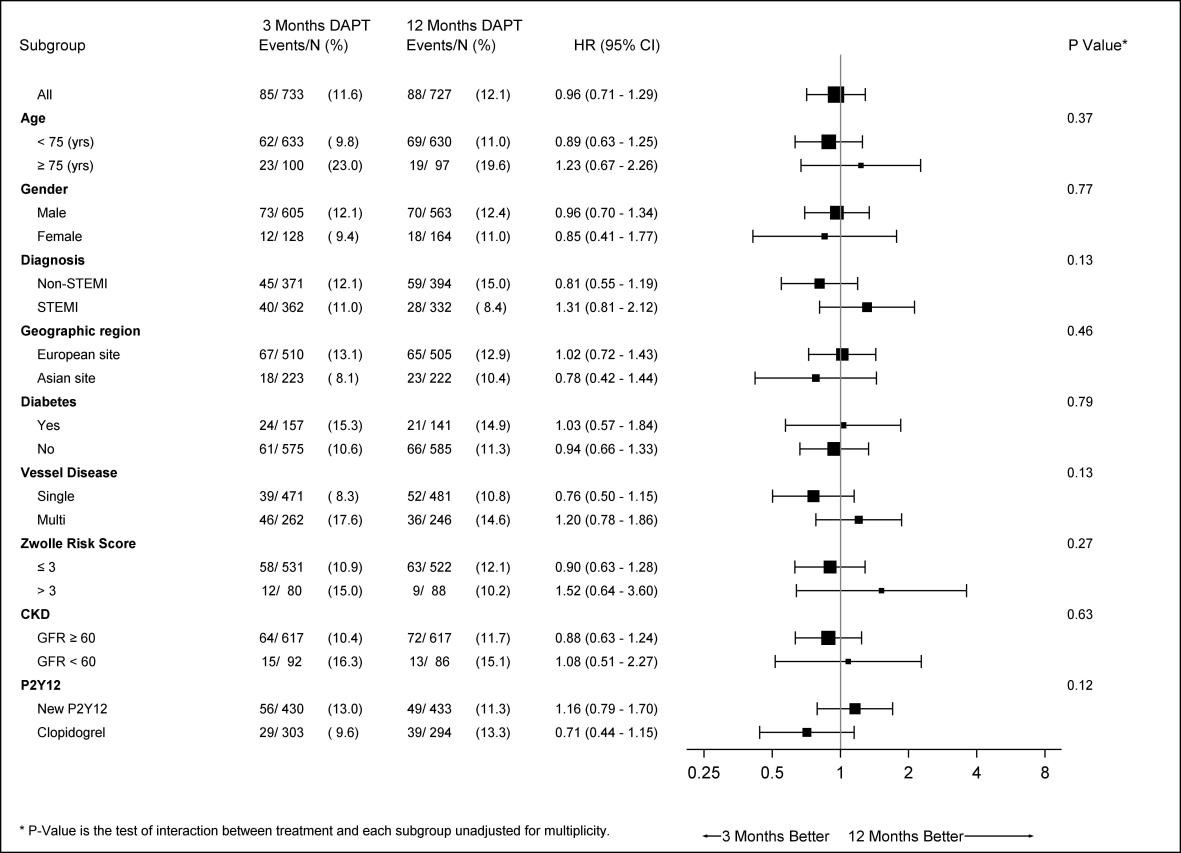 3 Months DAPT 12 Months DAPT
Subgroup Events/N (%) Events/N (%) HR (95% CI) P Value*
All 85/ 733 (11.6) 88/ 727 (12.1) 0.96 (0.71 - 1.29)
Age 0.37
< 75 (yrs) 62/ 633 ( 9.8) 69/ 630 (11.0) 0.89 (0.63 - 1.25)
≥ 75 (yrs) 23/ 100 (23.0) 19/ 97 (19.6) 1.23 (0.67 - 2.26)
Gender 0.77
Male 73/ 605 (12.1) 70/ 563 (12.4) 0.96 (0.70 - 1.34)
Female 12/ 128 ( 9.4) 18/ 164 (11.0) 0.85 (0.41 - 1.77)
Diagnosis 0.13
Non-STEMI 45/ 371 (12.1) 59/ 394 (15.0) 0.81 (0.55 - 1.19)
STEMI 40/ 362 (11.0) 28/ 332 ( 8.4) 1.31 (0.81 - 2.12)
Geographic region 0.46
European site 67/ 510 (13.1) 65/ 505 (12.9) 1.02 (0.72 - 1.43)
Asian site 18/ 223 ( 8.1) 23/ 222 (10.4) 0.78 (0.42 - 1.44)
Diabetes 0.79
Yes 24/ 157 (15.3) 21/ 141 (14.9) 1.03 (0.57 - 1.84)
No 61/ 575 (10.6) 66/ 585 (11.3) 0.94 (0.66 - 1.33)
Vessel Disease 0.13
Single 39/ 471 ( 8.3) 52/ 481 (10.8) 0.76 (0.50 - 1.15)
Multi 46/ 262 (17.6) 36/ 246 (14.6) 1.20 (0.78 - 1.86)
Zwolle Risk Score 0.27
≤ 3 58/ 531 (10.9) 63/ 522 (12.1) 0.90 (0.63 - 1.28)
> 3 12/ 80 (15.0) 9/ 88 (10.2) 1.52 (0.64 - 3.60)
CKD 0.63
GFR ≥ 60 64/ 617 (10.4) 72/ 617 (11.7) 0.88 (0.63 - 1.24)
GFR < 60 15/ 92 (16.3) 13/ 86 (15.1) 1.08 (0.51 - 2.27)
P2Y12 0.12
New P2Y12 56/ 430 (13.0) 49/ 433 (11.3) 1.16 (0.79 - 1.70)
Clopidogrel 29/ 303 ( 9.6) 39/ 294 (13.3) 0.71 (0.44 - 1.15)
0.25 0.5 1 2 4 8
* P-Value is the test of interaction between treatment and each subgroup unadjusted for multiplicity.
3 Months Better 12 Months Better